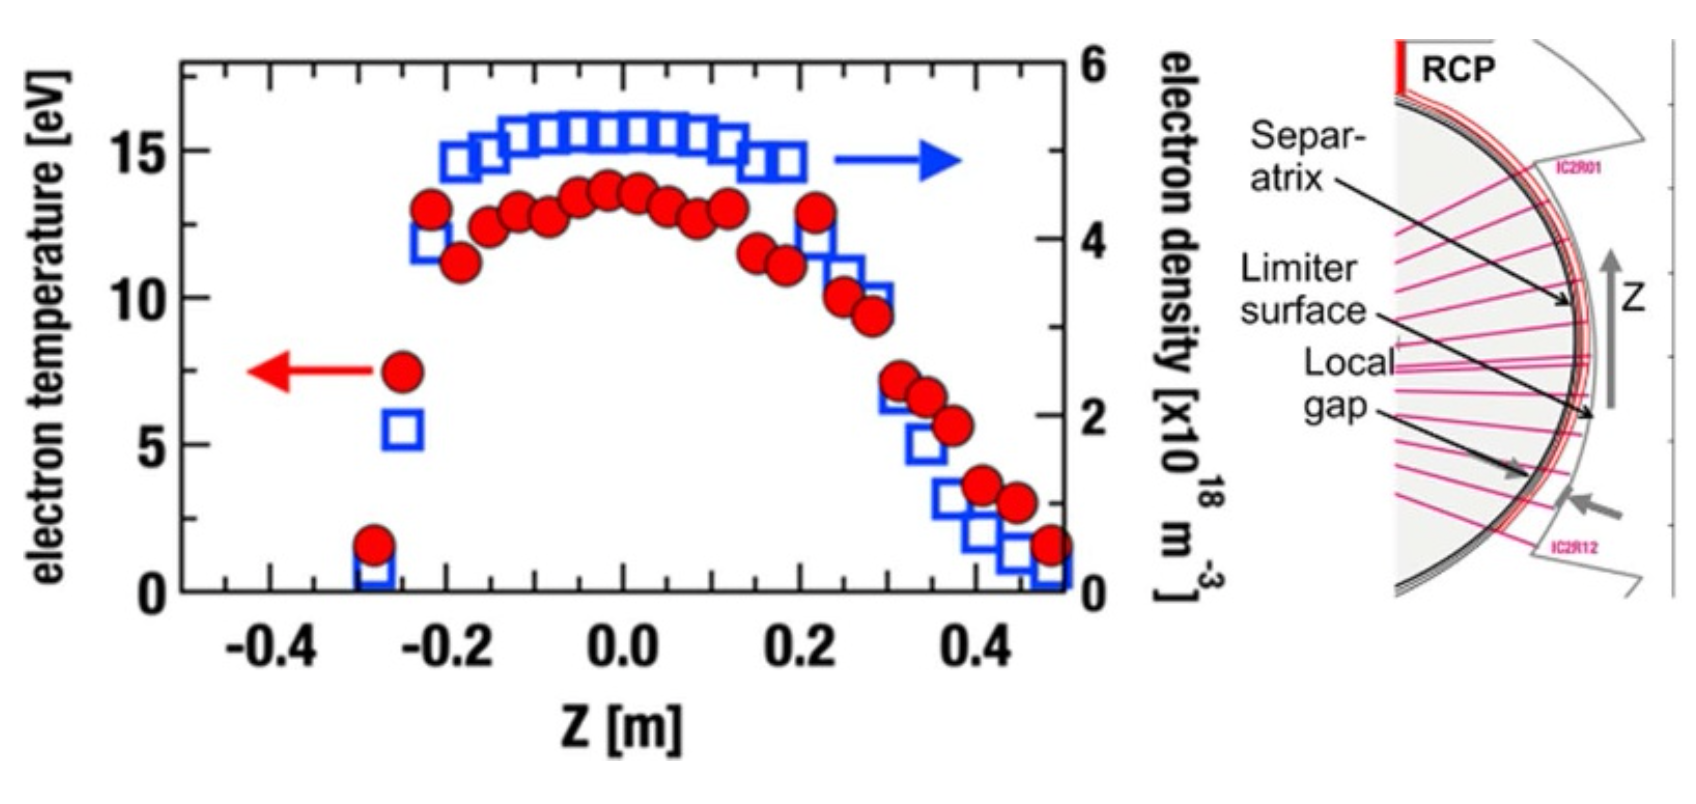 electron temperature [eV]
15
10
5
0
6
4
2
0
electron density [x10^18 m^-3]
-0.4 -0.2 0.0 0.2 0.4
Z [m]
RCP
Separ-
atrix
IC2R01
Limiter
surface
Z
Local
gap
IC2R12